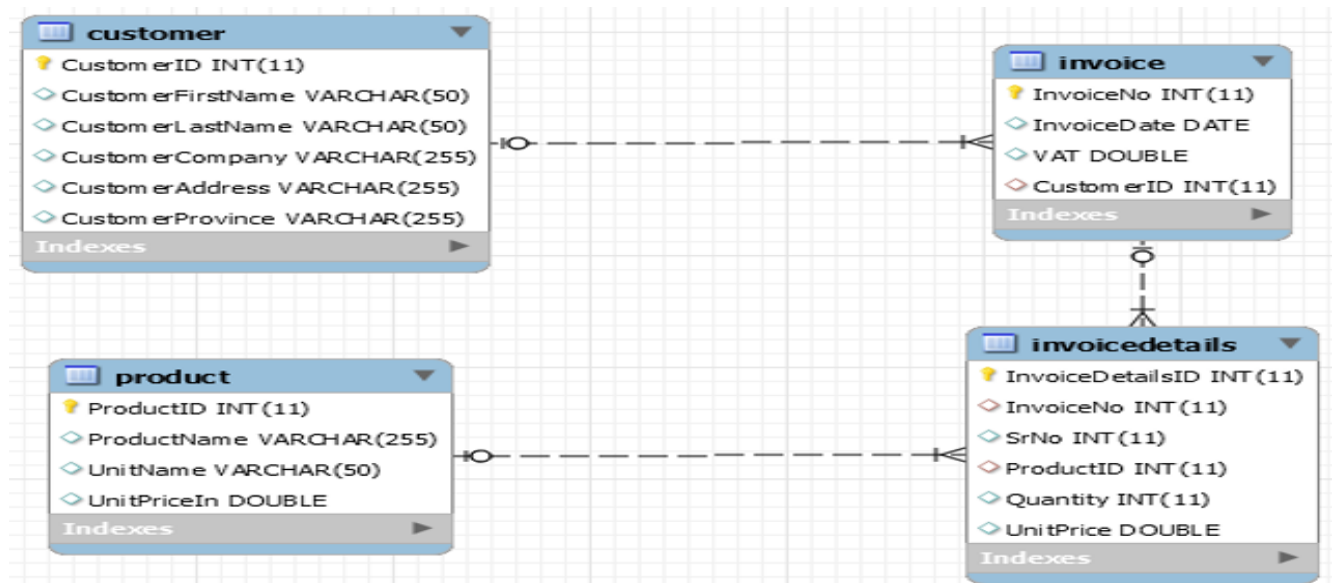 customer
CustomerID INT(11)
CustomerFirstName VARCHAR(50)
CustomerLastName VARCHAR(50)
CustomerCompany VARCHAR(255)
CustomerAddress VARCHAR(255)
CustomerProvince VARCHAR(255)
Indexes
invoice
InvoiceNo INT(11)
InvoiceDate DATE
VAT DOUBLE
CustomerID INT(11)
Indexes
product
ProductID INT(11)
ProductName VARCHAR(255)
UnitName VARCHAR(50)
UnitPriceIn DOUBLE
Indexes
invoicedetails
InvoiceDetailsID INT(11)
InvoiceNo INT(11)
SrNo INT(11)
ProductID INT(11)
Quantity INT(11)
UnitPrice DOUBLE
Indexes